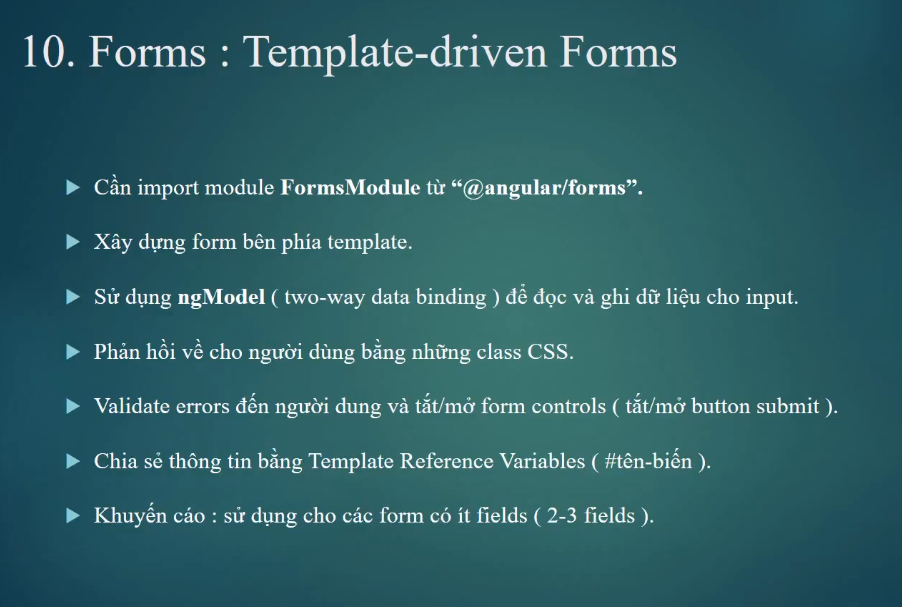 10. Forms : Template-driven Forms
Cần import module FormsModule từ “@angular/forms”.
Xây dựng form bên phía template.
Sử dụng ngModel ( two-way data binding ) để đọc và ghi dữ liệu cho input.
Phản hồi về cho người dùng bằng những class CSS.
Validate errors đến người dung và tắt/mở form controls ( tắt/mở button submit ).
Chia sẻ thông tin bằng Template Reference Variables ( #tên-biến ).
Khuyến cáo : sử dụng cho các form có ít fields ( 2-3 fields ).